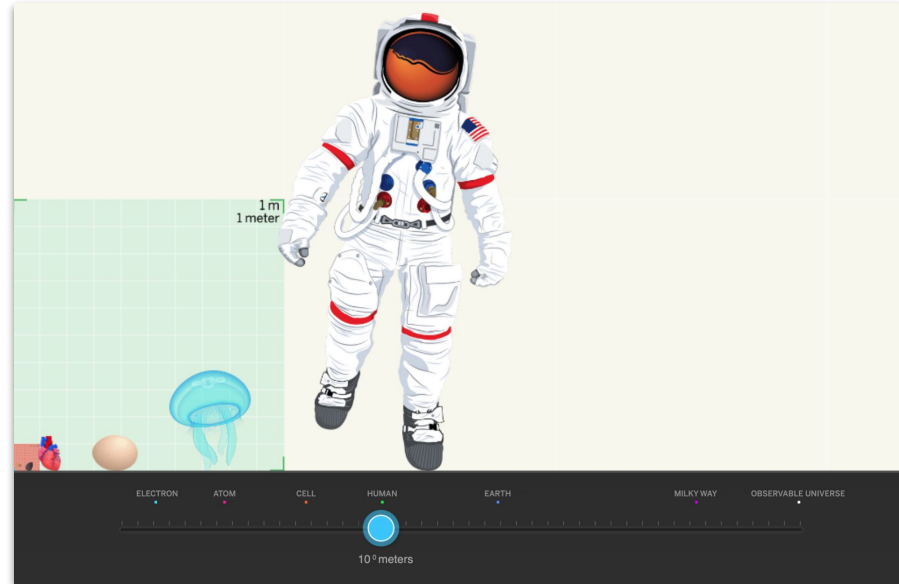 1 m
1 meter
ELECTRON ATOM CELL HUMAN EARTH MILKY WAY OBSERVABLE UNIVERSE
10⁰ meters